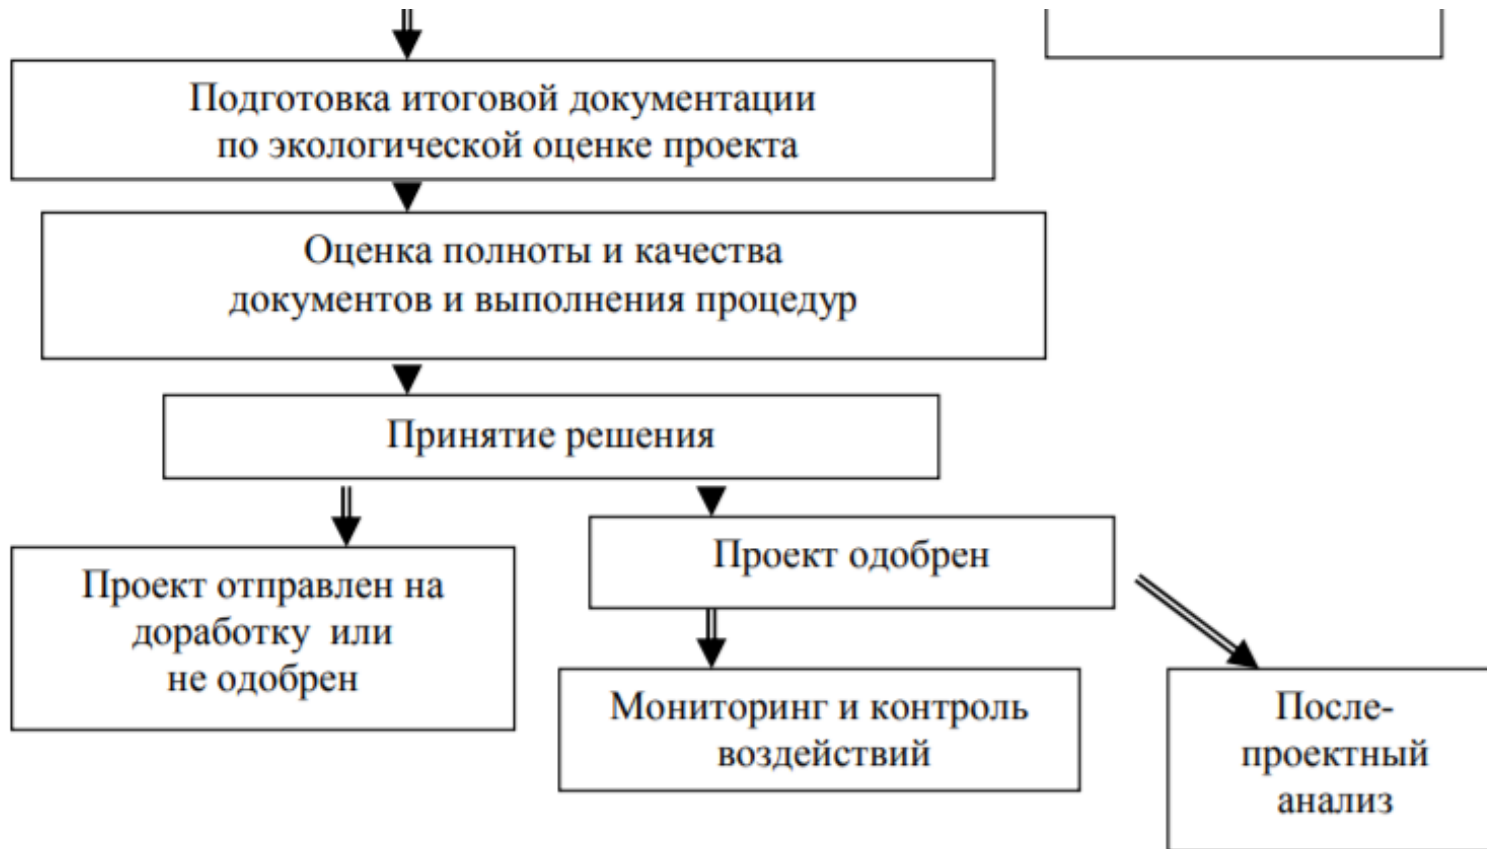 Подготовка итоговой документации
по экологической оценке проекта
Оценка полноты и качества
документов и выполнения процедур
Принятие решения
Проект одобрен
Проект отправлен на
доработку или
не одобрен
Мониторинг и контроль
воздействий
После-
проектный
анализ